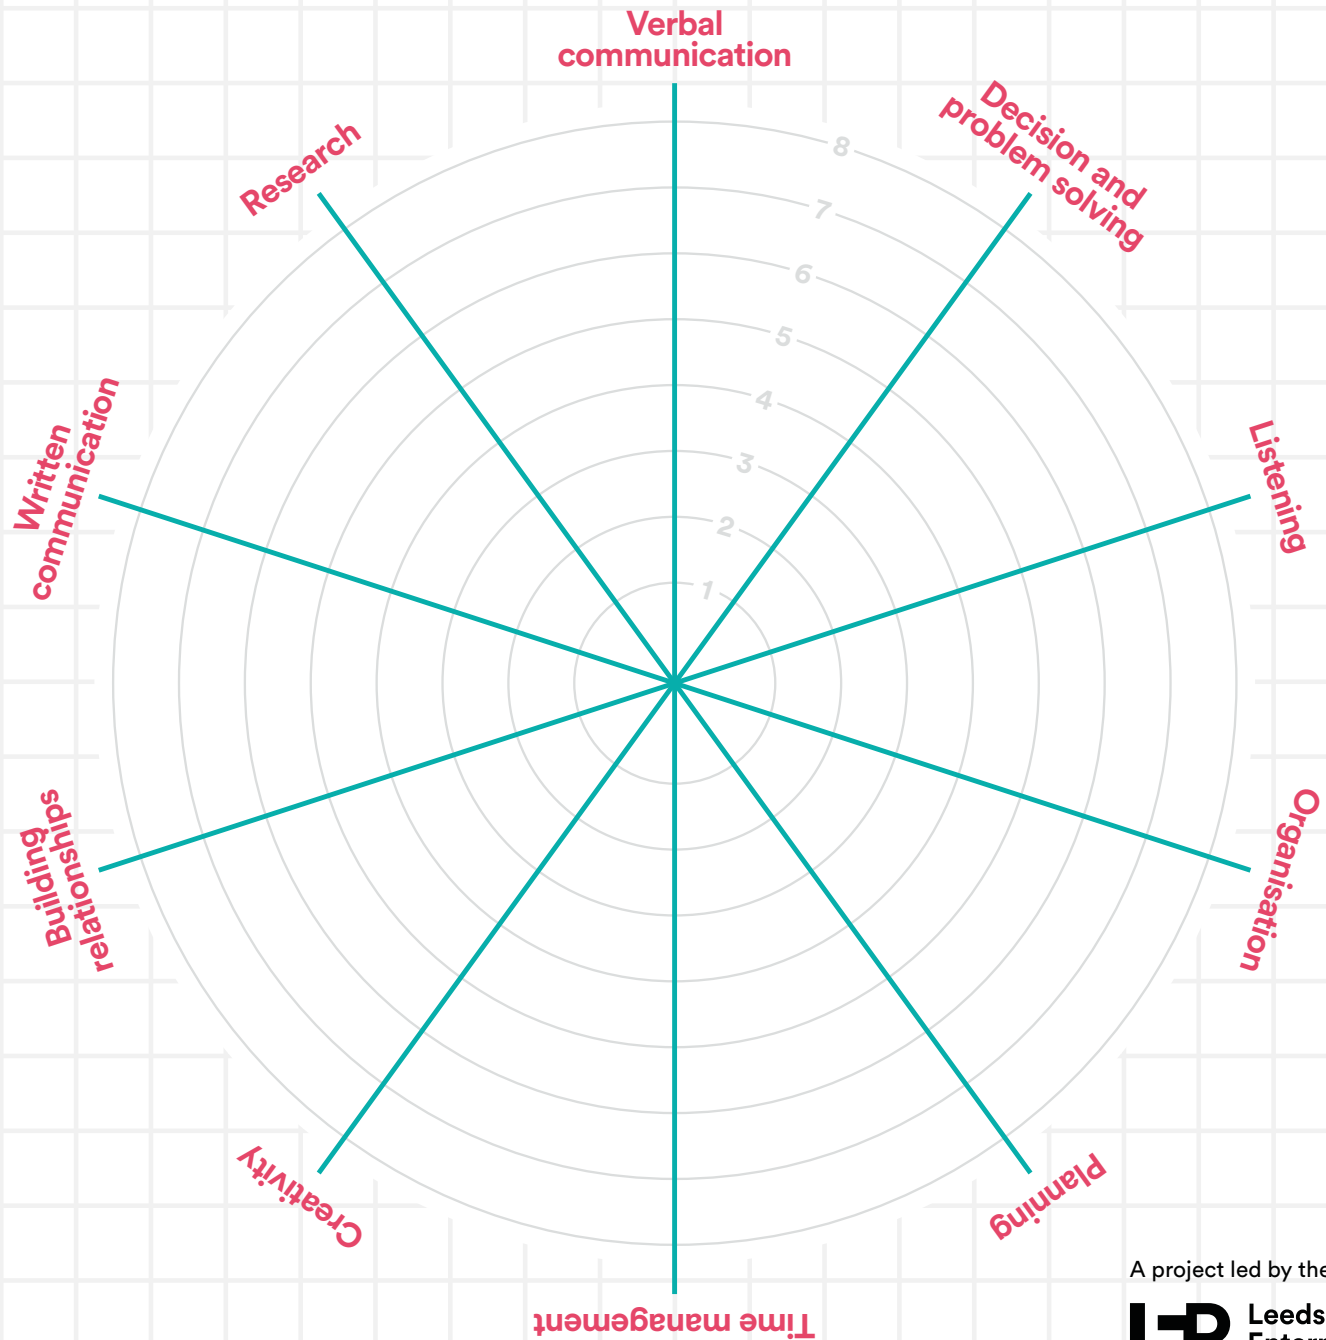 Verbal
communication
Decision and
problem solving
Listening
Organisation
Planning
Time management
Creativity
Building
relationships
Written
communication
Research
8
7
6
5
4
3
2
1
A project led by the
LEP
Leeds